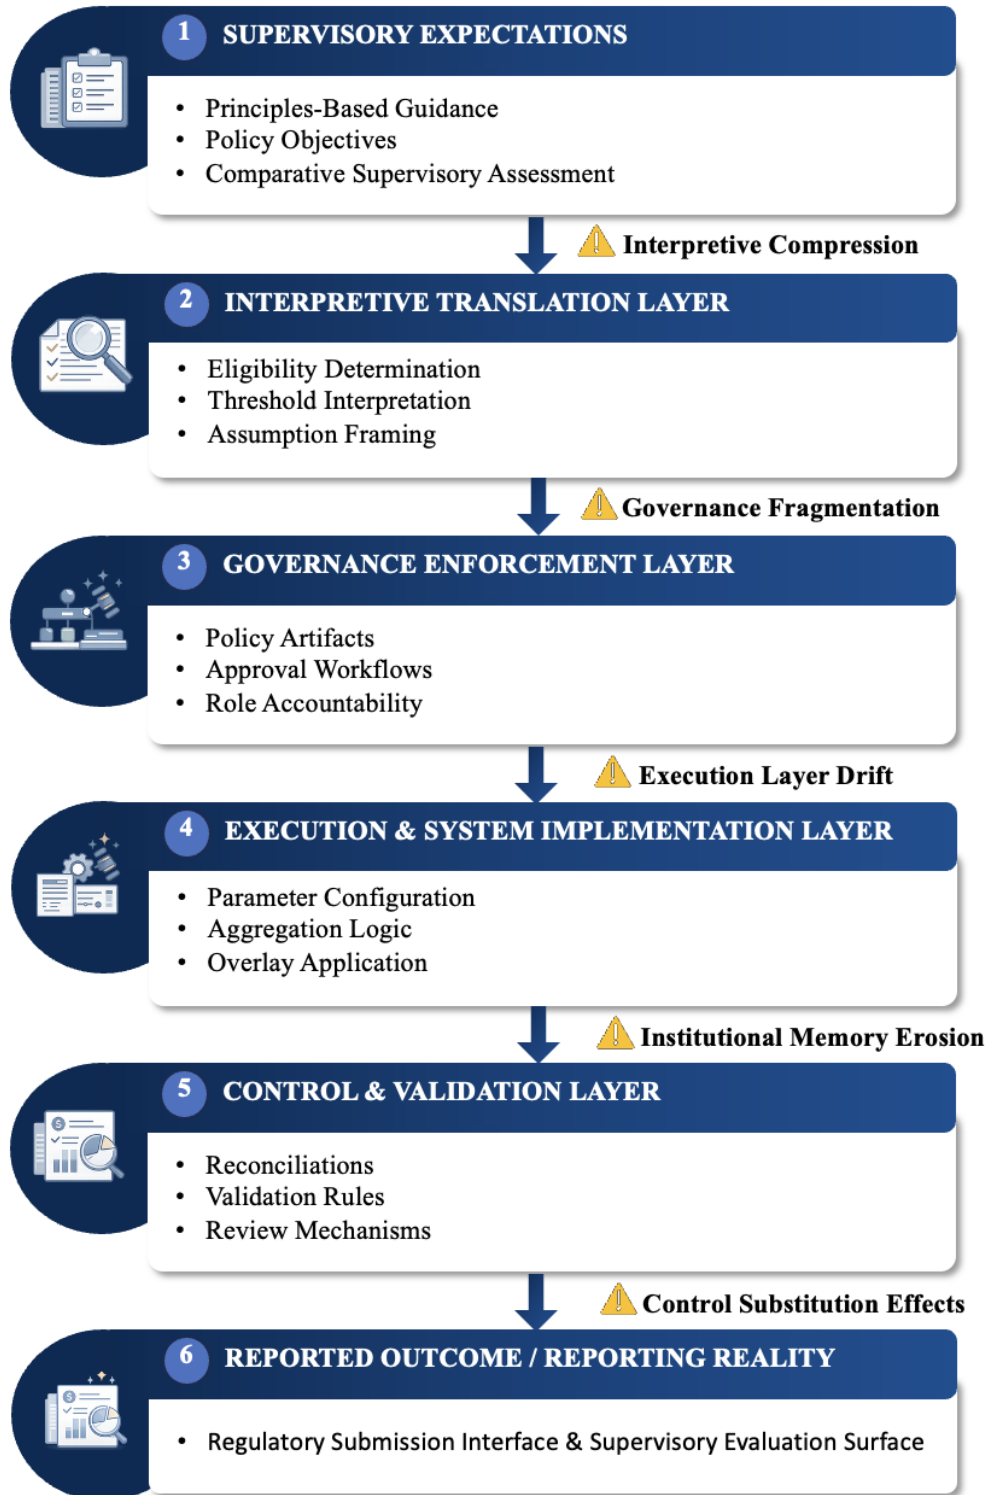 1 SUPERVISORY EXPECTATIONS
• Principles-Based Guidance
• Policy Objectives
• Comparative Supervisory Assessment
Interpretive Compression
2 INTERPRETIVE TRANSLATION LAYER
• Eligibility Determination
• Threshold Interpretation
• Assumption Framing
Governance Fragmentation
3 GOVERNANCE ENFORCEMENT LAYER
• Policy Artifacts
• Approval Workflows
• Role Accountability
Execution Layer Drift
4 EXECUTION & SYSTEM IMPLEMENTATION LAYER
• Parameter Configuration
• Aggregation Logic
• Overlay Application
Institutional Memory Erosion
5 CONTROL & VALIDATION LAYER
• Reconciliations
• Validation Rules
• Review Mechanisms
Control Substitution Effects
6 REPORTED OUTCOME / REPORTING REALITY
• Regulatory Submission Interface & Supervisory Evaluation Surface